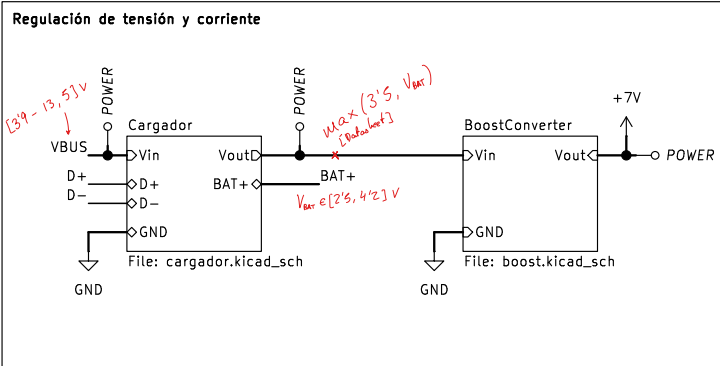 Regulación de tensión y corriente
[3'9 - 13,5] V
POWER
POWER
max(3'5, VBAT)
[Datasheet]
+7V
Cargador
BoostConverter
VBUS
Vin
Vout
Vin
Vout
POWER
D+
D+
BAT+
BAT+
D-
D-
VBAT ∈ [2'5, 4'2] V
GND
GND
File: cargador.kicad_sch
File: boost.kicad_sch
GND
GND